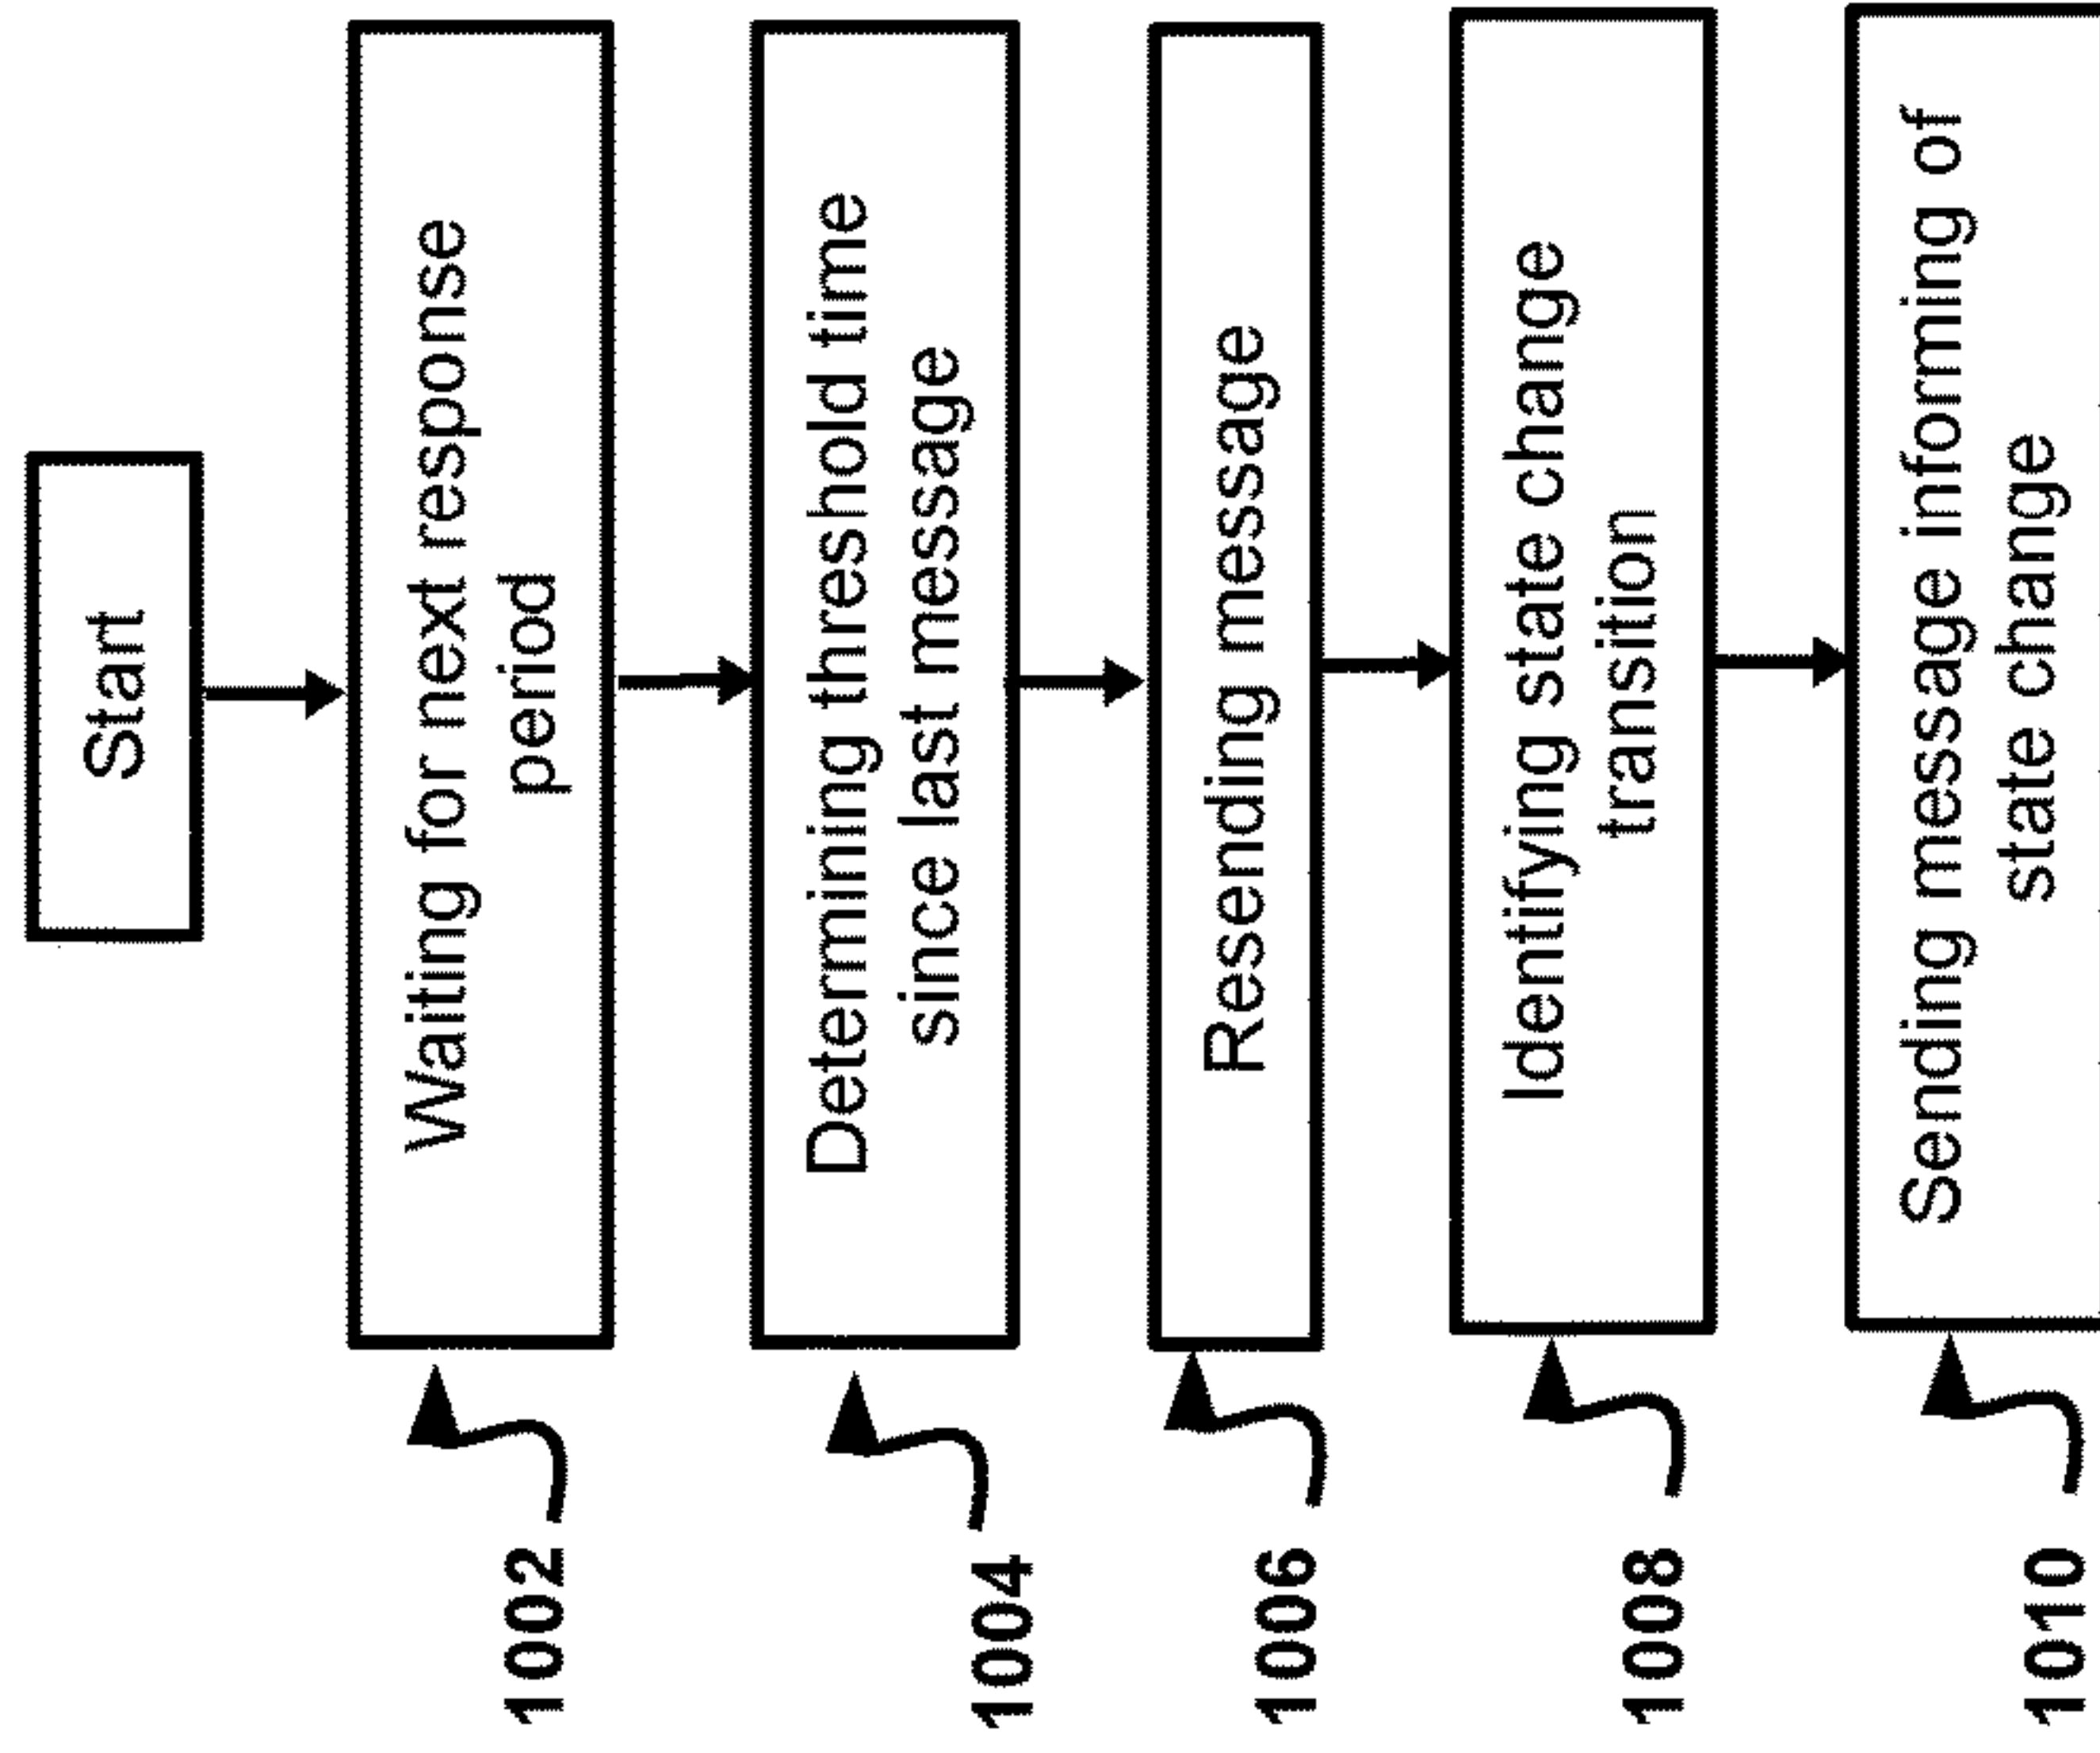 Start
1002
Waiting for next response
period
1004
Determining threshold time
since last message
1006
Resending message
1008
Identifying state change
transition
1010
Sending message informing of
state change